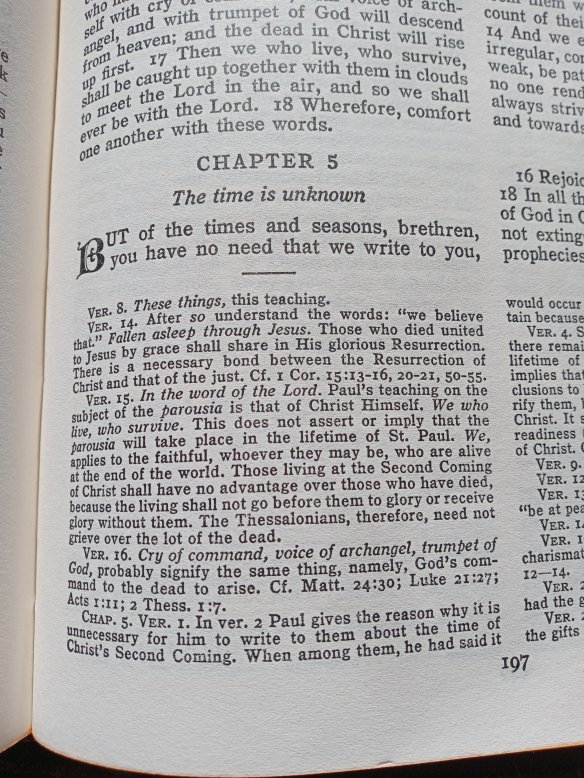 who
self with cry of
angel, and with trumpet of God will descend
from heaven; and the dead in Christ will rise
up first. 17 Then we who live, who survive,
shall be caught up together with them in clouds
to meet the Lord in the air, and so we shall
ever be with the Lord. 18 Wherefore, comfort
one another with these words.
CHAPTER 5
The time is unknown
BUT of the times and seasons, brethren,
you have no need that we write to you,
VER. 8. These things, this teaching.
VER. 14. After so understand the words: “we believe
that.” Fallen asleep through Jesus. Those who died united
to Jesus by grace shall share in His glorious Resurrection.
There is a necessary bond between the Resurrection of
Christ and that of the just. Cf. 1 Cor. 15:13-16, 20-21, 50-55.
VER. 15. In the word of the Lord. Paul's teaching on the
subject of the parousia is that of Christ Himself. We who
live, who survive. This does not assert or imply that the
parousia will take place in the lifetime of St. Paul. We,
applies to the faithful, whoever they may be, who are alive
at the end of the world. Those living at the Second Coming
of Christ shall have no advantage over those who have died,
because the living shall not go before them to glory or receive
glory without them. The Thessalonians, therefore, need not
grieve over the lot of the dead.
VER. 16. Cry of command, voice of archangel, trumpet of
God, probably signify the same thing, namely, God's com-
mand to the dead to arise. Cf. Matt. 24:30; Luke 21:27;
Acts 1:11; 2 Thess. 1:7.
CHAP. 5. VER. 1. In ver. 2 Paul gives the reason why it is
unnecessary for him to write to them about the time of
Christ's Second Coming. When among them, he had said it
count of thei
14 And we e
irregular, co
weak, be pat
no one rend
always striv
and towards
16 Rejoic
18 In all th
of God in C
not exting
prophecies
would occur
tain because
VER. 4. S
there remai
lifetime of
implies that
clusions to
rify them,
Christ. It s
readiness
of Christ.
VER. 9.
VER. 12
VER. 13
“be at pea
VER. 14
VER. 1
charismat
12—14.
VER. 2
had the g
VER. 2
the gifts
197